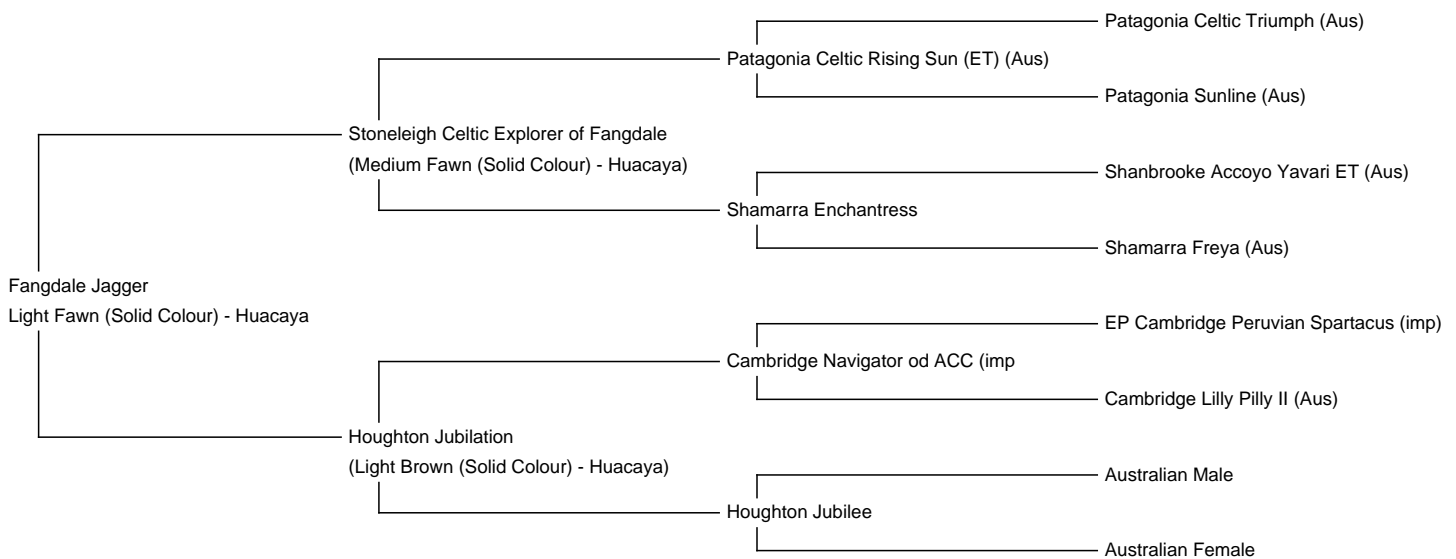 Patagonia Celtic Triumph (Aus)
Patagonia Celtic Rising Sun (ET) (Aus)
Patagonia Sunline (Aus)
Stoneleigh Celtic Explorer of Fangdale
(Medium Fawn (Solid Colour) - Huacaya)
Shanbrooke Accoyo Yavari ET (Aus)
Shamarra Enchantress
Shamarra Freya (Aus)
Fangdale Jagger
Light Fawn (Solid Colour) - Huacaya
EP Cambridge Peruvian Spartacus (imp)
Cambridge Navigator od ACC (imp
Cambridge Lilly Pilly II (Aus)
Houghton Jubilation
(Light Brown (Solid Colour) - Huacaya)
Australian Male
Houghton Jubilee
Australian Female